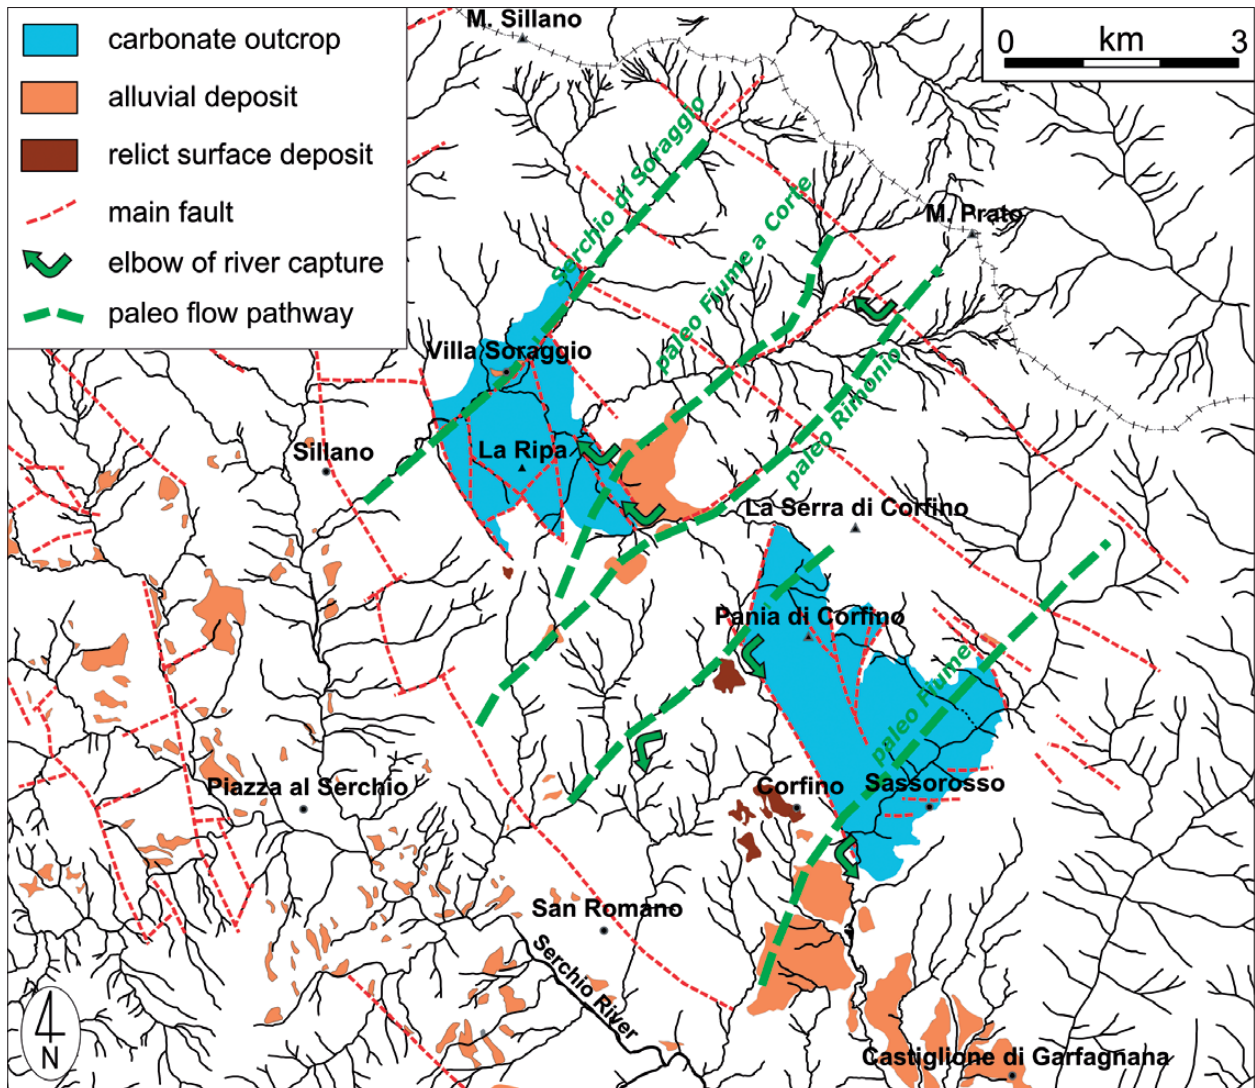 carbonate outcrop
alluvial deposit
relict surface deposit
main fault
elbow of river capture
paleo flow pathway
M. Sillano
0 km 3
Serchio di Soraggio
paleo Fiume a Corte
M. Prato
Villa Soraggio
paleo Rimonio
Sillano
La Ripa
La Serra di Corfino
Pania di Corfino
paleo Fiume
Piazza al Serchio
Corfino
Sassorosso
San Romano
Serchio River
N
Castiglione di Garfagnana